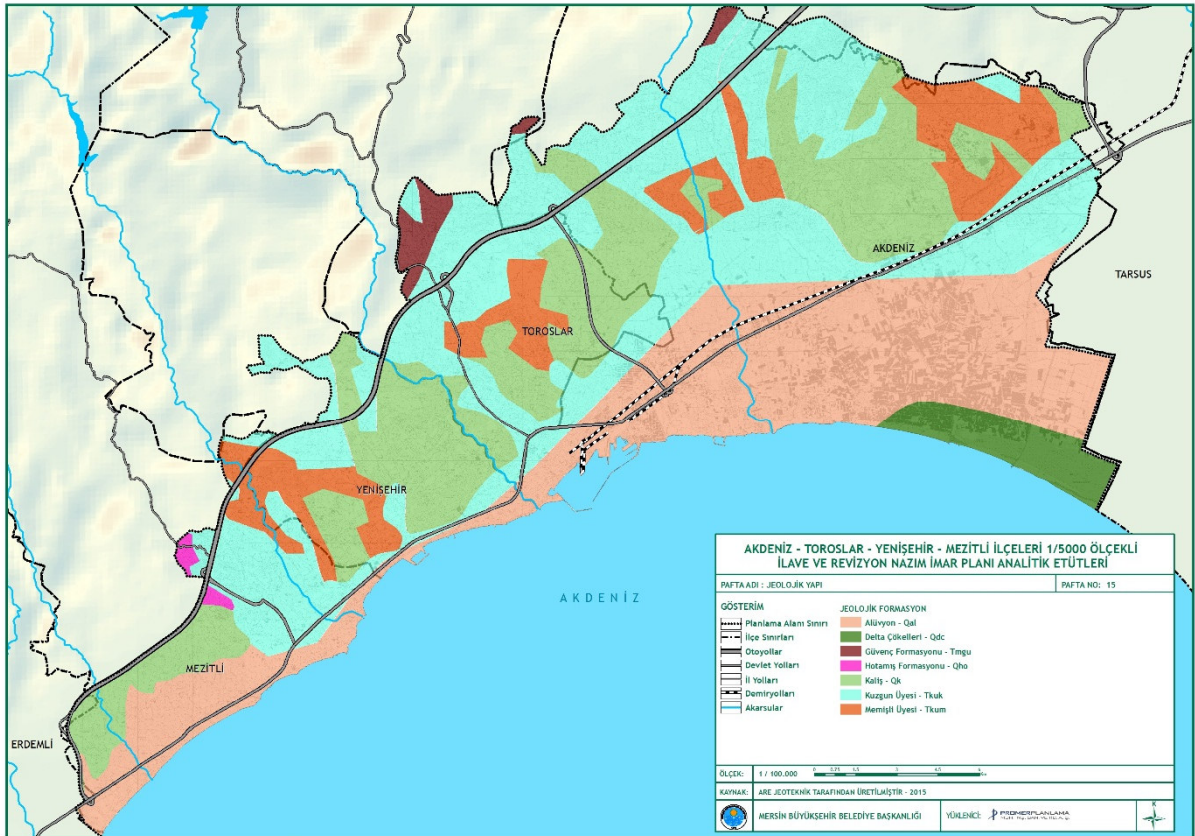 AKDENİZ
TARSUS
TOROSLAR
YENİŞEHİR
AKDENİZ
MEZİTLİ
ERDEMLİ
AKDENİZ - TOROSLAR - YENİŞEHİR - MEZİTLİ İLÇELERİ 1/5000 ÖLÇEKLİ
İLAVE VE REVİZYON NAZIM İMAR PLANI ANALİTİK ETÜTLERİ
PAFTA ADI : JEOLOJİK YAPI
PAFTA NO: 15
GÖSTERİM
Planlama Alanı Sınırı
İlçe Sınırları
Otoyollar
Devlet Yolları
İl Yolları
Demiryolları
Akarsular
JEOLOJİK FORMASYON
Alüvyon - Qal
Delta Çökelleri - Qdc
Güvenç Formasyonu - Tmgu
Hotamış Formasyonu - Qho
Kaliş - Qk
Kuzgun Üyesi - Tkuk
Memişli Üyesi - Tkum
ÖLÇEK: 1 / 100.000
KAYNAK: ARE JEOTEKNİK TARAFINDAN ÜRETİLMİŞTİR - 2015
MERSİN BÜYÜKŞEHİR BELEDİYE BAŞKANLIĞI
YÜKLENİCİ: PROMERPLANLAMA
K